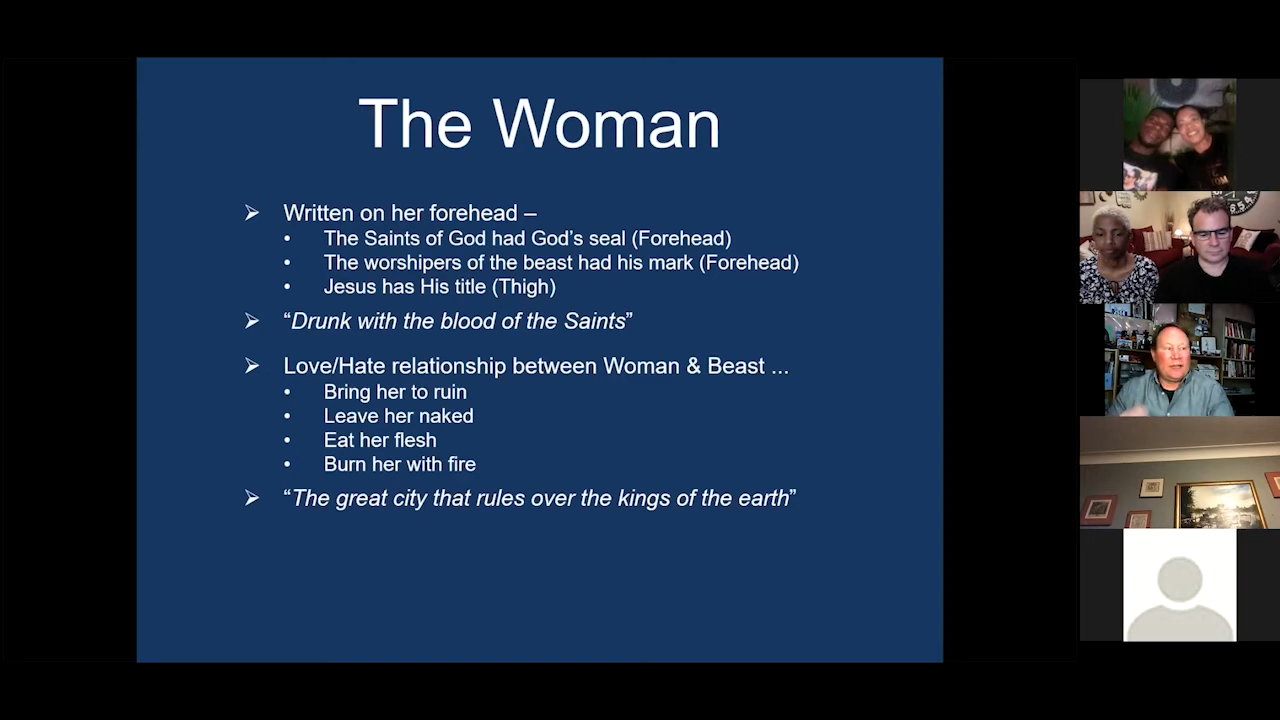 The Woman
➢ Written on her forehead –
• The Saints of God had God’s seal (Forehead)
• The worshipers of the beast had his mark (Forehead)
• Jesus has His title (Thigh)
➢ “Drunk with the blood of the Saints”
➢ Love/Hate relationship between Woman & Beast ...
• Bring her to ruin
• Leave her naked
• Eat her flesh
• Burn her with fire
➢ “The great city that rules over the kings of the earth”